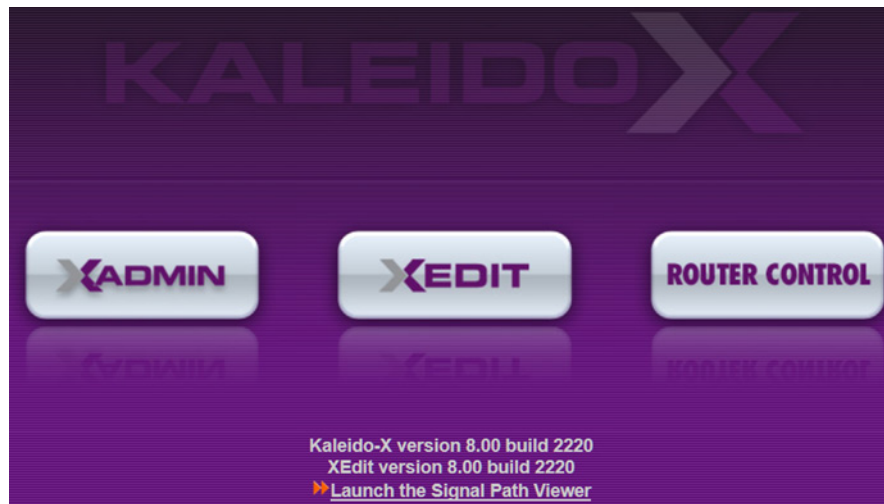 KALEIDOX
XADMIN
XEDIT
ROUTER CONTROL
Kaleido-X version 8.00 build 2220
XEdit version 8.00 build 2220
Launch the Signal Path Viewer